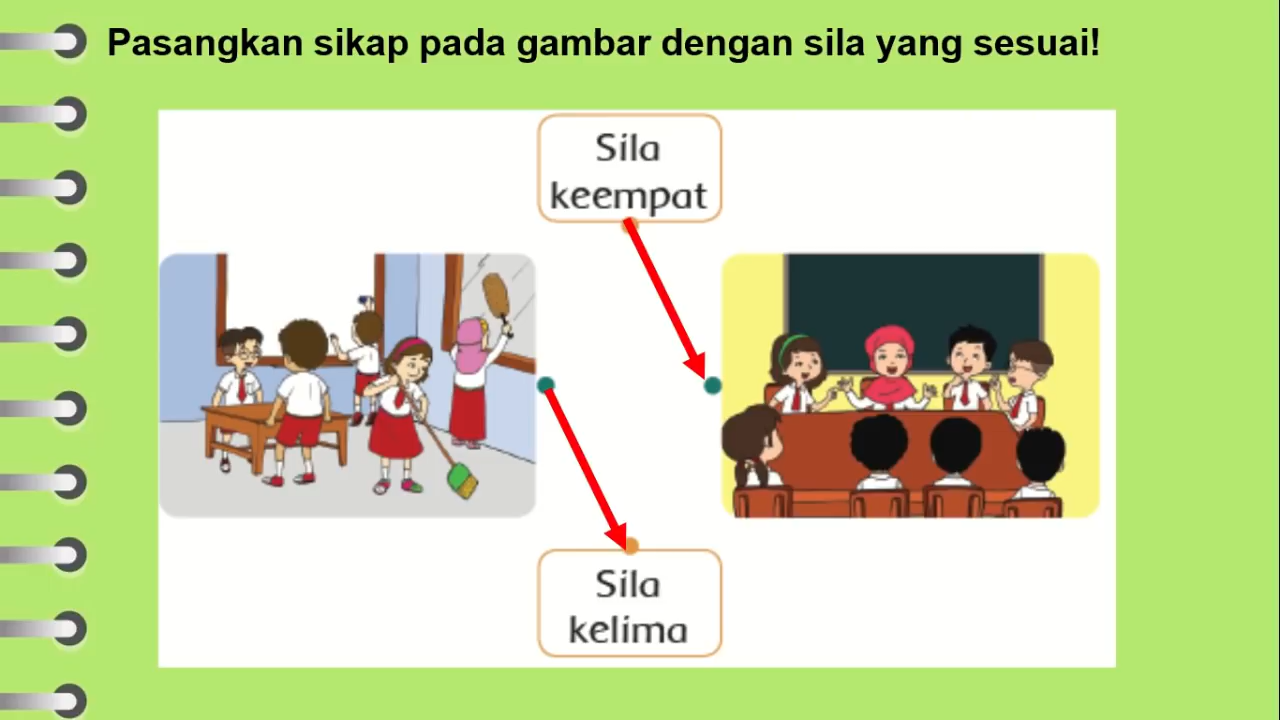 Pasangkan sikap pada gambar dengan sila yang sesuai!
Sila
keempat
Sila
kelima